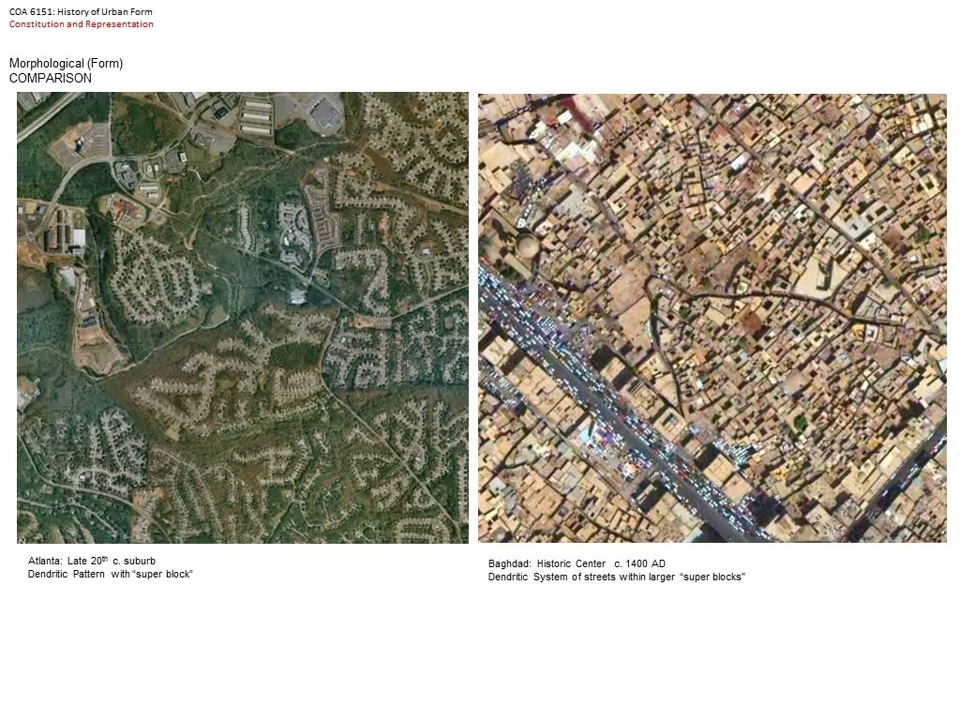 COA 6151: History of Urban Form
Constitution and Representation
Morphological (Form)
COMPARISON
Atlanta: Late 20th c. suburb
Dendritic Pattern with “super block”
Baghdad: Historic Center c. 1400 AD
Dendritic System of streets within larger “super blocks”